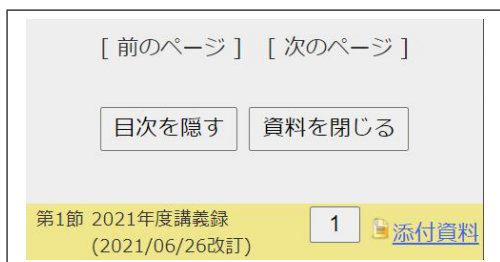 [ 前のページ ] [ 次のページ ]
目次を隠す 資料を閉じる
第1節 2021年度講義録 1 添付資料
(2021/06/26改訂)